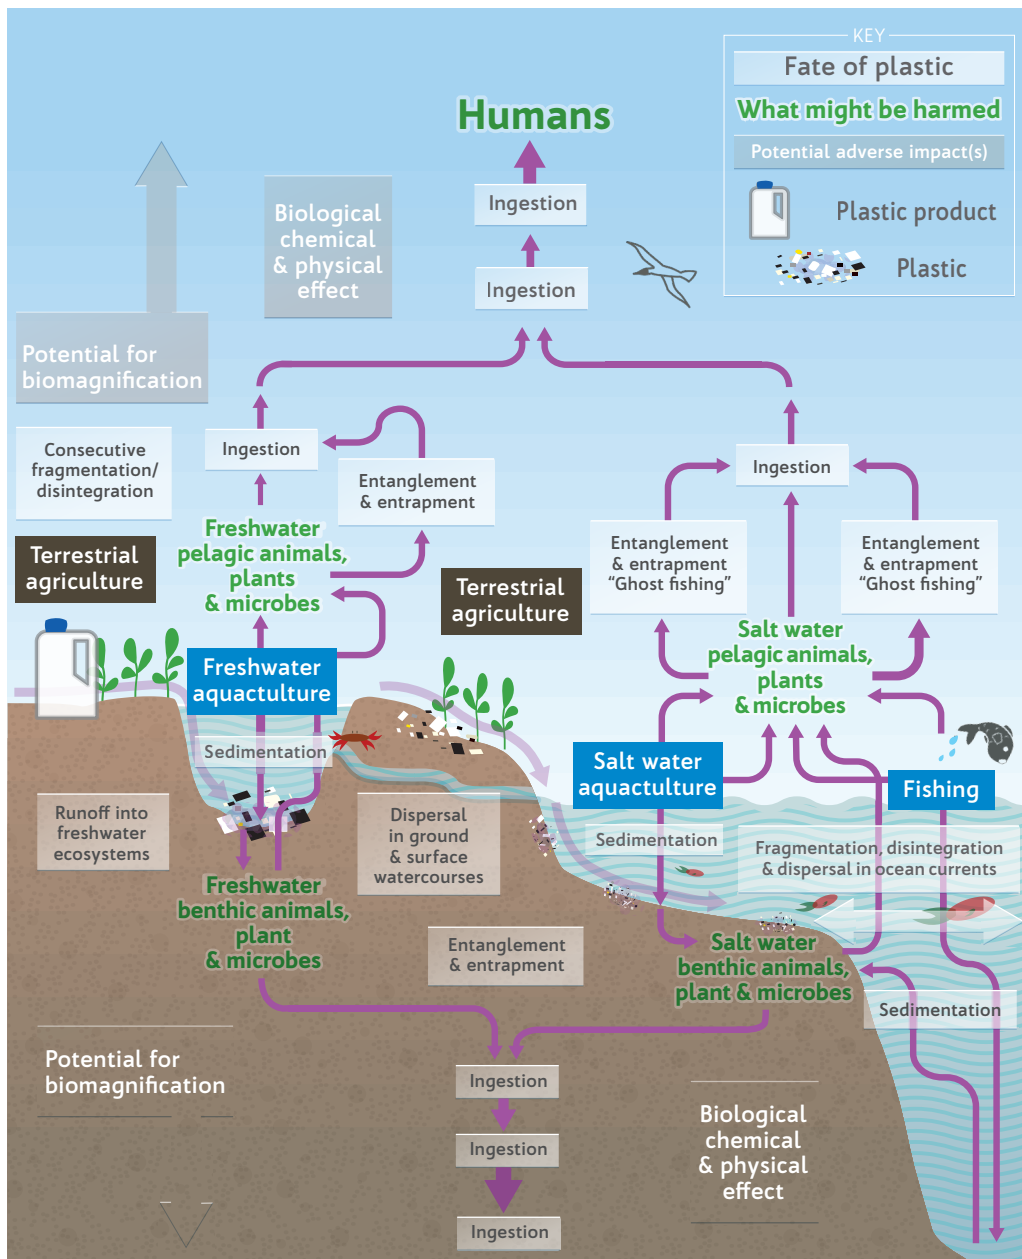 KEY
Fate of plastic
What might be harmed
Potential adverse impact(s)
Plastic product
Plastic
Humans
Ingestion
Ingestion
Biological
chemical
& physical
effect
Potential for
biomagnification
Consecutive
fragmentation/
disintegration
Ingestion
Entanglement
& entrapment
Ingestion
Freshwater
pelagic animals,
plants
& microbes
Entanglement
& entrapment
“Ghost fishing”
Entanglement
& entrapment
“Ghost fishing”
Terrestrial
agriculture
Terrestrial
agriculture
Salt water
pelagic animals,
plants
& microbes
Freshwater
aquactulture
Sedimentation
Salt water
aquactulture
Fishing
Runoff into
freshwater
ecosystems
Dispersal
in ground
& surface
watercourses
Sedimentation
Fragmentation, disintegration
& dispersal in ocean currents
Freshwater
benthic animals,
plant
& microbes
Entanglement
& entrapment
Salt water
benthic animals,
plant & microbes
Sedimentation
Potential for
biomagnification
Ingestion
Ingestion
Ingestion
Biological
chemical
& physical
effect